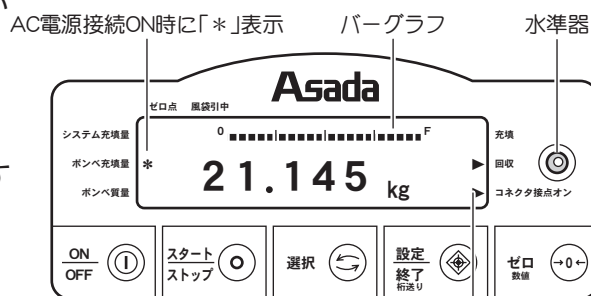 AC電源接続ON時に「＊」表示
バーグラフ
水準器
Asada
ゼロ点 風袋引中
システム充填量
0
F
充填
ボンベ充填量
＊
21.145 kg
回収
ボンベ質量
コネクタ接点オン
ON
OFF
スタート
ストップ
選択
設定
終了
桁送り
ゼロ
数値
→0←